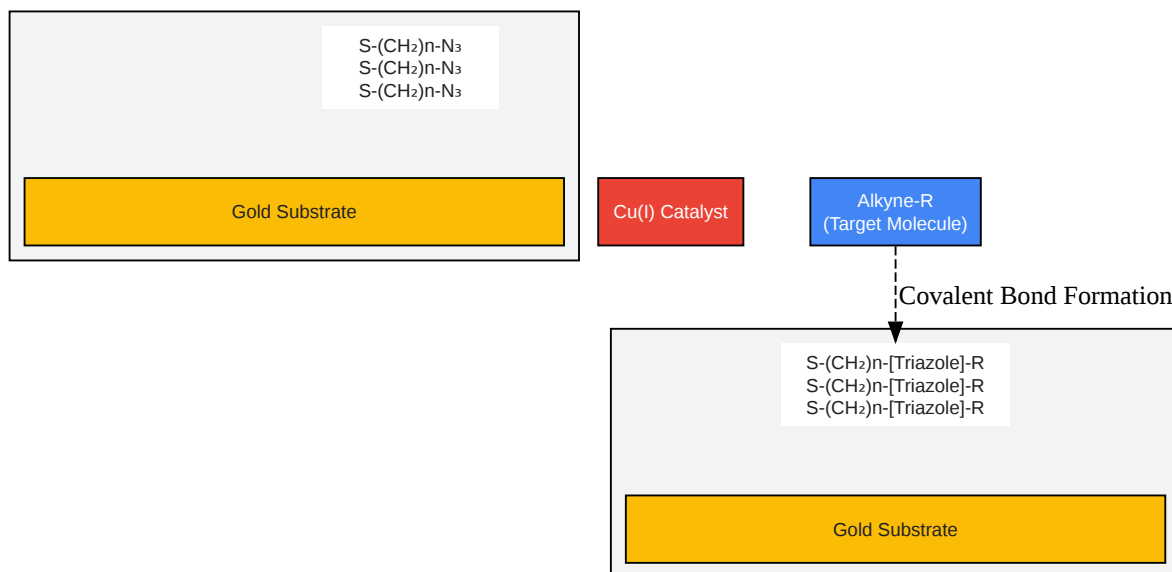 S-(CH₂)n-N₃
S-(CH₂)n-N₃
S-(CH₂)n-N₃
Gold Substrate
Cu(I) Catalyst
Alkyne-R
(Target Molecule)
Covalent Bond Formation
S-(CH₂)n-[Triazole]-R
S-(CH₂)n-[Triazole]-R
S-(CH₂)n-[Triazole]-R
Gold Substrate